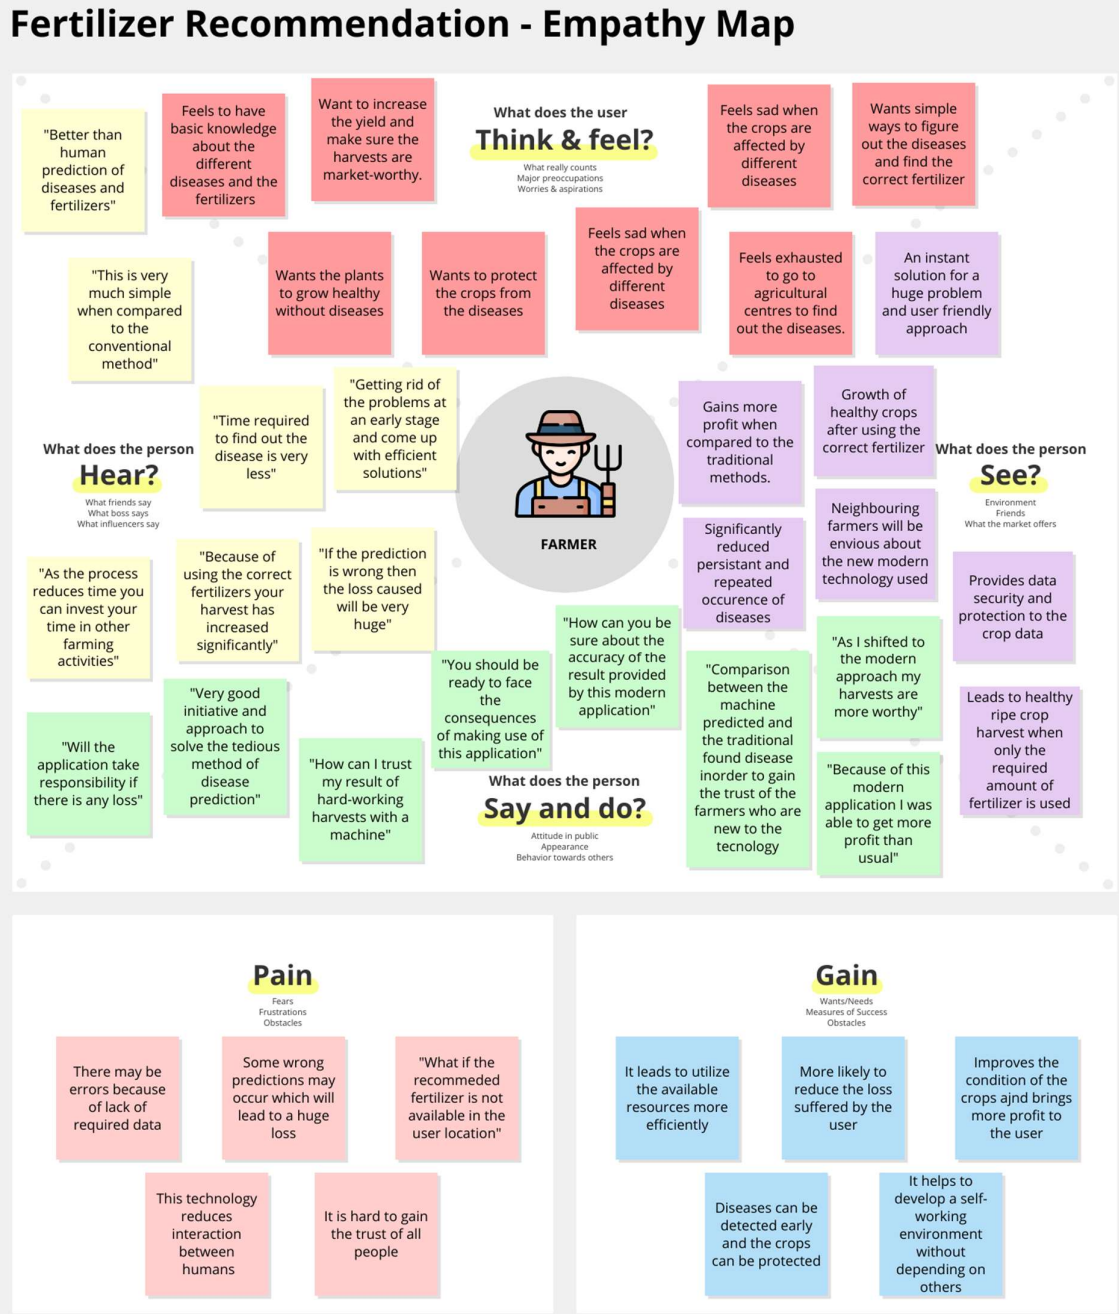 Fertilizer Recommendation - Empathy Map
"Better than
human
prediction of
diseases and
fertilizers"
Feels to have
basic knowledge
about the
different
diseases and the
fertilizers
Want to increase
the yield and
make sure the
harvests are
market-worthy.
What does the user
Think & feel?
What really counts
Major preoccupations
Worries & aspirations
Feels sad when
the crops are
affected by
different
diseases
Wants simple
ways to figure
out the diseases
and find the
correct fertilizer
"This is very
much simple
when compared
to the
conventional
method"
Wants the plants
to grow healthy
without diseases
Wants to protect
the crops from
the diseases
Feels sad when
the crops are
affected by
different
diseases
Feels exhausted
to go to
agricultural
centres to find
out the diseases.
An instant
solution for a
huge problem
and user friendly
approach
What does the person
Hear?
What friends say
What boss says
What influencers say
"Time required
to find out the
disease is very
less"
"Getting rid of
the problems at
an early stage
and come up
with efficient
solutions"
FARMER
Gains more
profit when
compared to the
traditional
methods.
Growth of
healthy crops
after using the
correct fertilizer
What does the person
See?
Environment
Friends
What the market offers
"As the process
reduces time you
can invest your
time in other
farming
activities"
"Because of
using the correct
fertilizers your
harvest has
increased
significantly"
"If the prediction
is wrong then
the loss caused
will be very
huge"
Significantly
reduced
persistant and
repeated
occurence of
diseases
Neighbouring
farmers will be
envious about
the new modern
technology used
Provides data
security and
protection to the
crop data
"Will the
application take
responsibility if
there is any loss"
"Very good
initiative and
approach to
solve the tedious
method of
disease
prediction"
"How can I trust
my result of
hard-working
harvests with a
machine"
"You should be
ready to face
the
consequences
of making use of
this application"
"How can you be
sure about the
accuracy of the
result provided
by this modern
application"
What does the person
Say and do?
Attitude in public
Appearance
Behavior towards others
"Comparison
between the
machine
predicted and
the traditional
found disease
inorder to gain
the trust of the
farmers who are
new to the
tecnology
"As I shifted to
the modern
approach my
harvests are
more worthy"
"Because of this
modern
application I was
able to get more
profit than
usual"
Leads to healthy
ripe crop
harvest when
only the
required
amount of
fertilizer is used
Pain
Fears
Frustrations
Obstacles
There may be
errors because
of lack of
required data
Some wrong
predictions may
occur which will
lead to a huge
loss
"What if the
recommeded
fertilizer is not
available in the
user location"
This technology
reduces
interaction
between
humans
It is hard to gain
the trust of all
people
Gain
Wants/Needs
Measures of Success
Obstacles
It leads to utilize
the available
resources more
efficiently
More likely to
reduce the loss
suffered by the
user
Improves the
condition of the
crops ajnd brings
more profit to
the user
Diseases can be
detected early
and the crops
can be protected
It helps to
develop a self-
working
environment
without
depending on
others